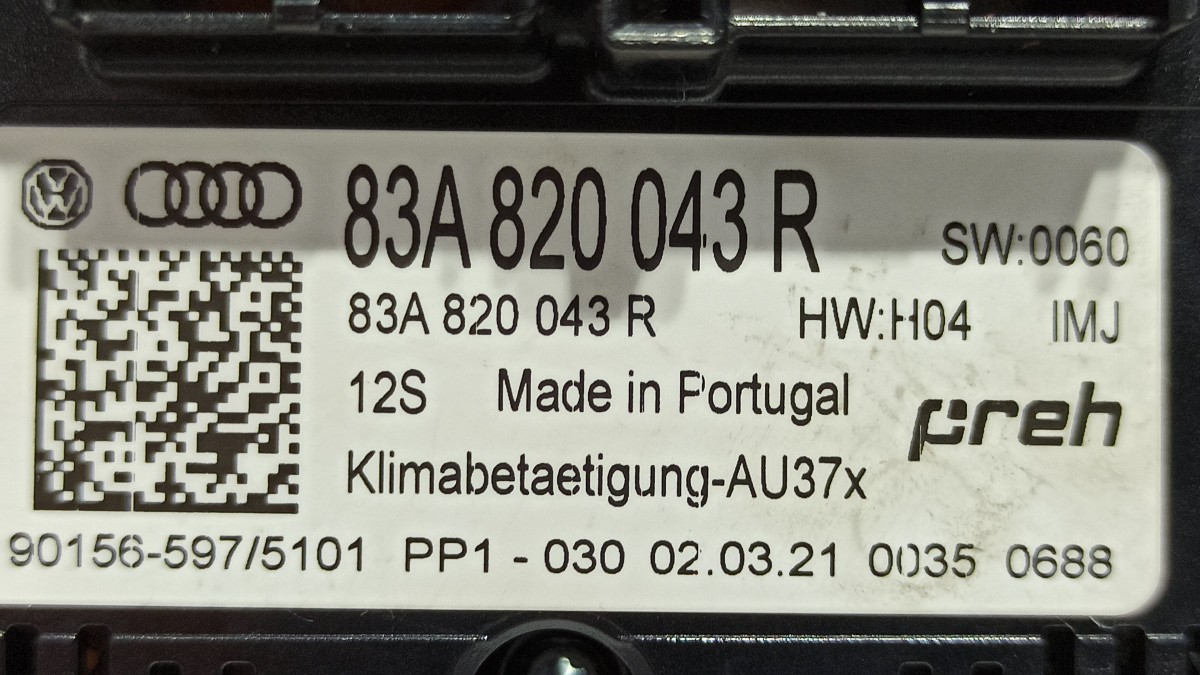 83A 820 043 R SW:0060
83A 820 043 R HW:H04 IMJ
12S Made in Portugal preh
Klimabetaetigung-AU37x
90156-597/5101 PP1 - 030 02.03.21 0035 0688